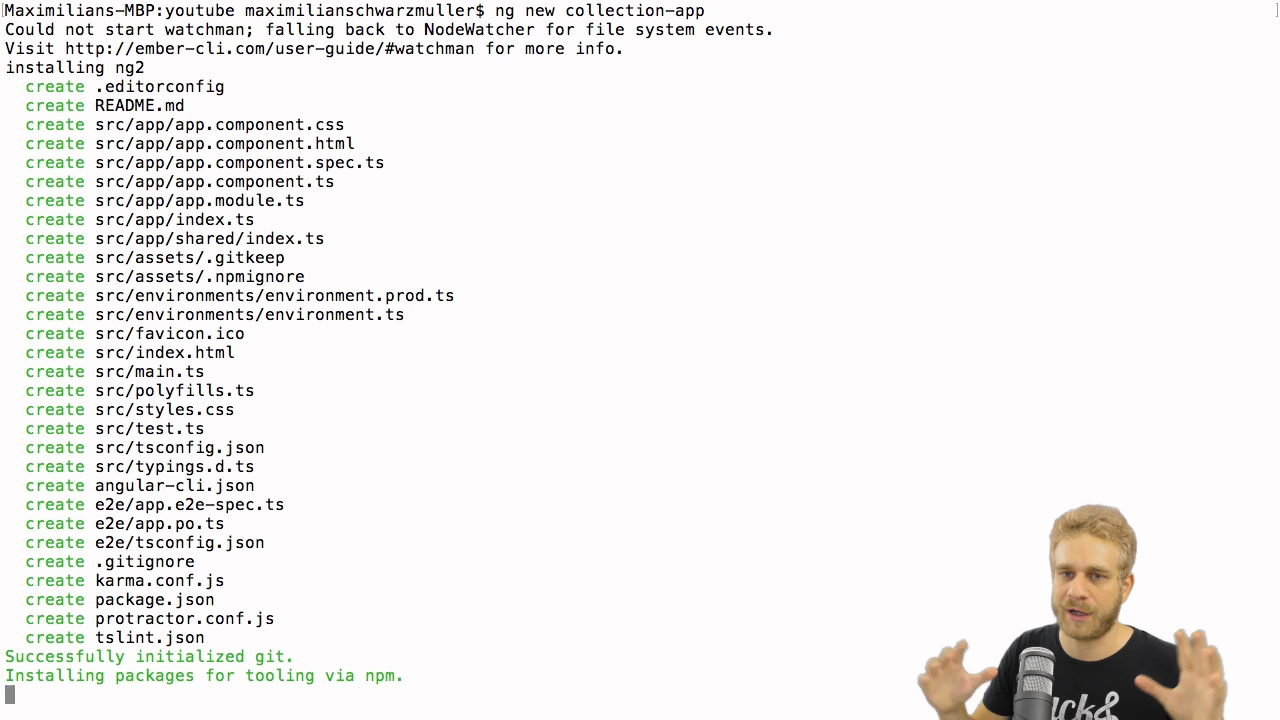 Maximilians-MBP:youtube maximilianschwarzmuller$ ng new collection-app
Could not start watchman; falling back to NodeWatcher for file system events.
Visit http://ember-cli.com/user-guide/#watchman for more info.
installing ng2
create .editorconfig
create README.md
create src/app/app.component.css
create src/app/app.component.html
create src/app/app.component.spec.ts
create src/app/app.component.ts
create src/app/app.module.ts
create src/app/index.ts
create src/app/shared/index.ts
create src/assets/.gitkeep
create src/assets/.npmignore
create src/environments/environment.prod.ts
create src/environments/environment.ts
create src/favicon.ico
create src/index.html
create src/main.ts
create src/polyfills.ts
create src/styles.css
create src/test.ts
create src/tsconfig.json
create src/typings.d.ts
create angular-cli.json
create e2e/app.e2e-spec.ts
create e2e/app.po.ts
create e2e/tsconfig.json
create .gitignore
create karma.conf.js
create package.json
create protractor.conf.js
create tslint.json
Successfully initialized git.
Installing packages for tooling via npm.